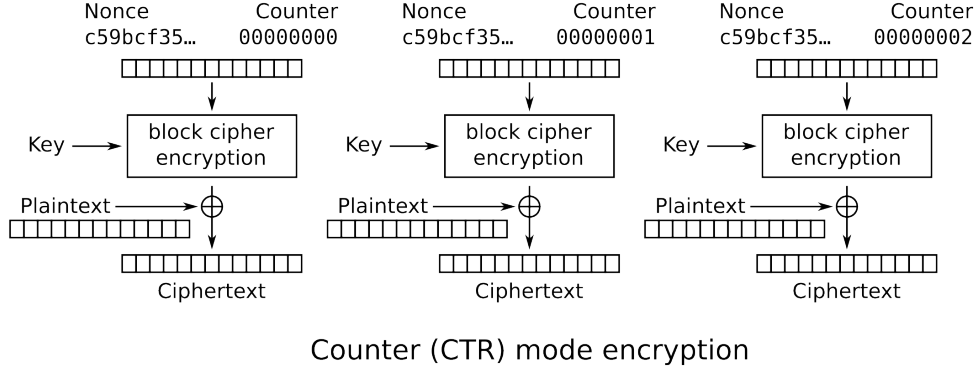 Nonce Counter Nonce Counter Nonce Counter
c59bcf35… 00000000 c59bcf35… 00000001 c59bcf35… 00000002
Key block cipher Key block cipher Key block cipher
encryption encryption encryption
Plaintext Plaintext Plaintext
Ciphertext Ciphertext Ciphertext
Counter (CTR) mode encryption